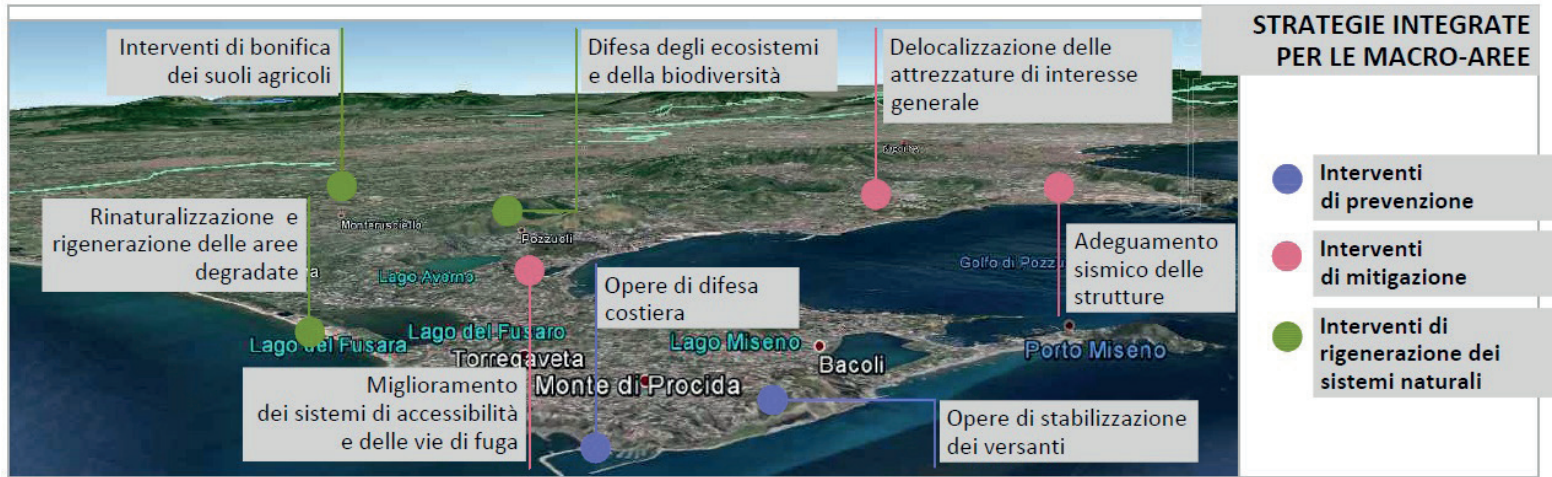 STRATEGIE INTEGRATE
PER LE MACRO-AREE
Interventi di bonifica
dei suoli agricoli
Difesa degli ecosistemi
e della biodiversità
Delocalizzazione delle
attrezzature di interesse
generale
Rinaturalizzazione e
rigenerazione delle aree
degradate
Monterusciello
Pozzuoli
Lago Averno
Golfo di Pozzu
Adeguamento
sismico delle
strutture
Opere di difesa
costiera
Lago del Fusara
Lago del Fusaro
Torregaveta
Lago Miseno
Bacoli
Porto Miseno
Monte di Procida
Miglioramento
dei sistemi di accessibilità
e delle vie di fuga
Opere di stabilizzazione
dei versanti
Interventi
di prevenzione
Interventi
di mitigazione
Interventi di
rigenerazione dei
sistemi naturali